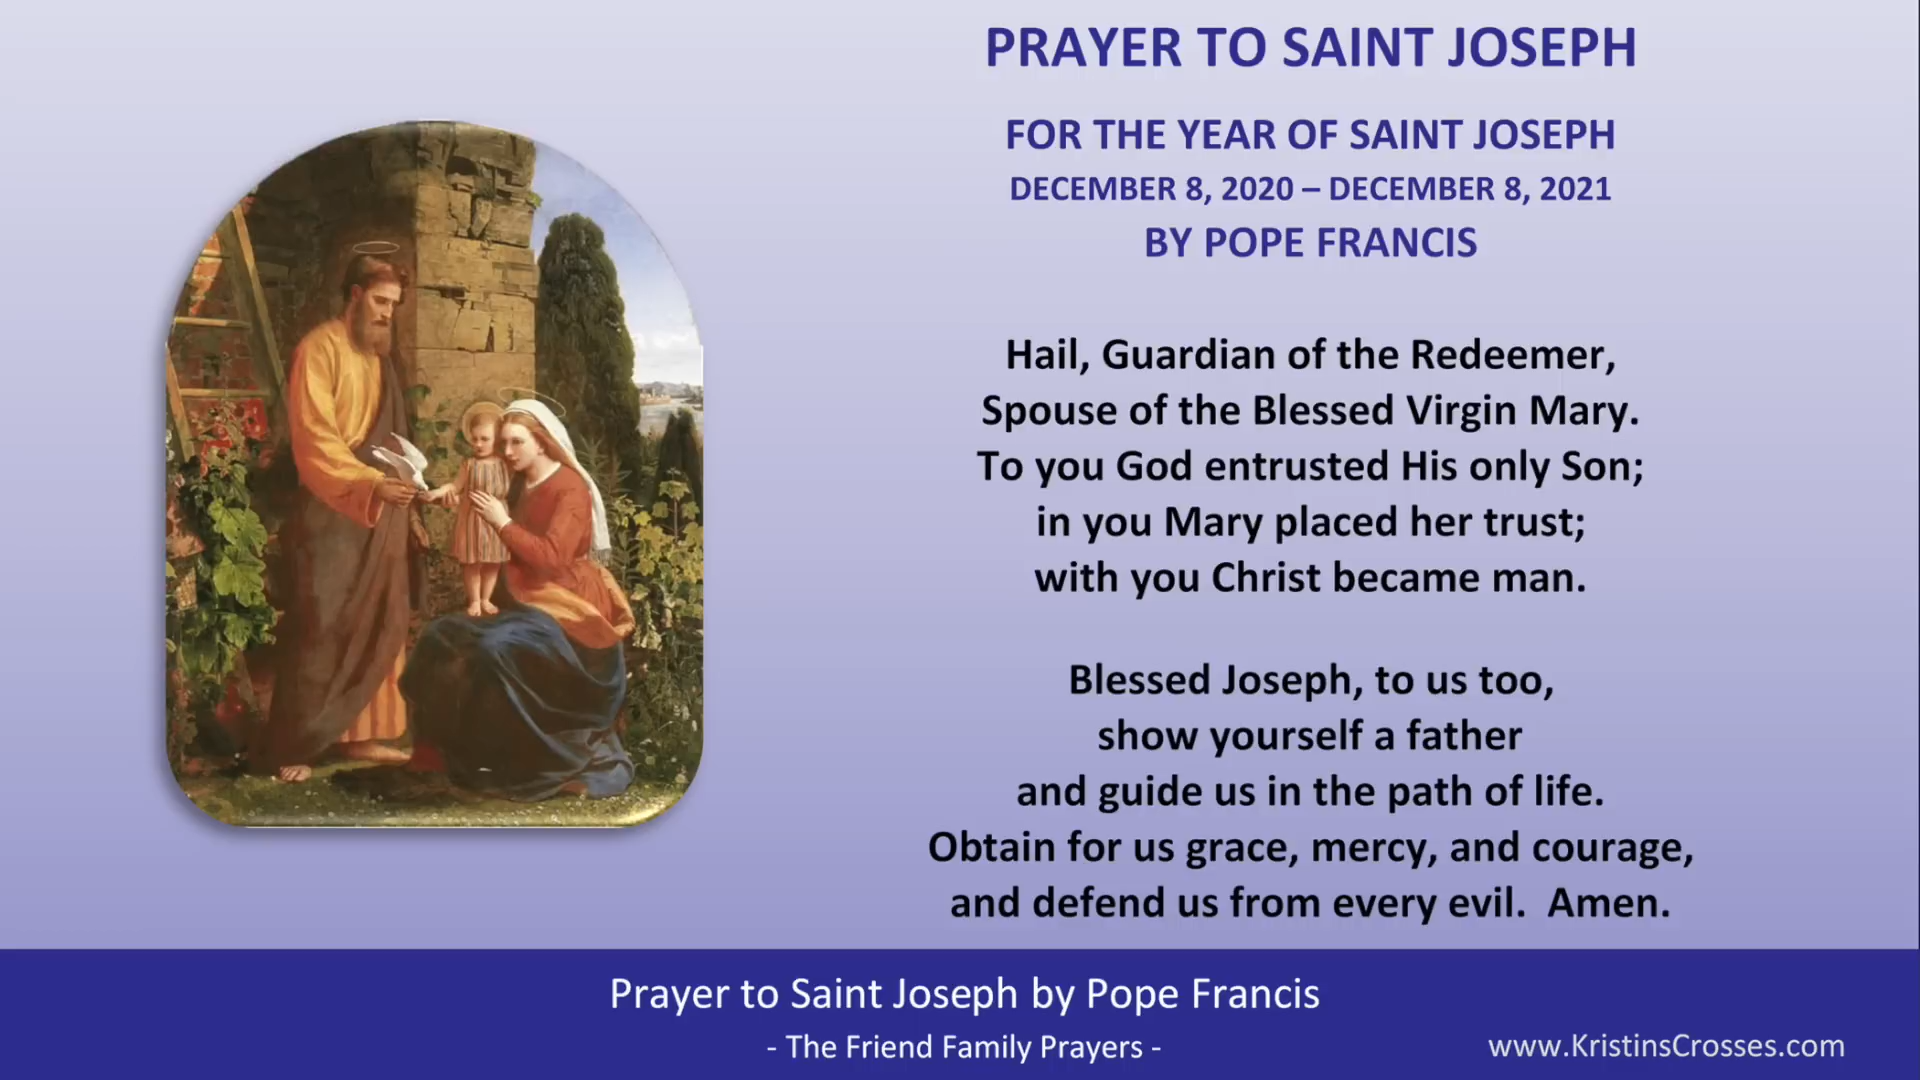 PRAYER TO SAINT JOSEPH
FOR THE YEAR OF SAINT JOSEPH
DECEMBER 8, 2020 – DECEMBER 8, 2021
BY POPE FRANCIS
Hail, Guardian of the Redeemer,
Spouse of the Blessed Virgin Mary.
To you God entrusted His only Son;
in you Mary placed her trust;
with you Christ became man.
Blessed Joseph, to us too,
show yourself a father
and guide us in the path of life.
Obtain for us grace, mercy, and courage,
and defend us from every evil.  Amen.
Prayer to Saint Joseph by Pope Francis
- The Friend Family Prayers -
www.KristinsCrosses.com